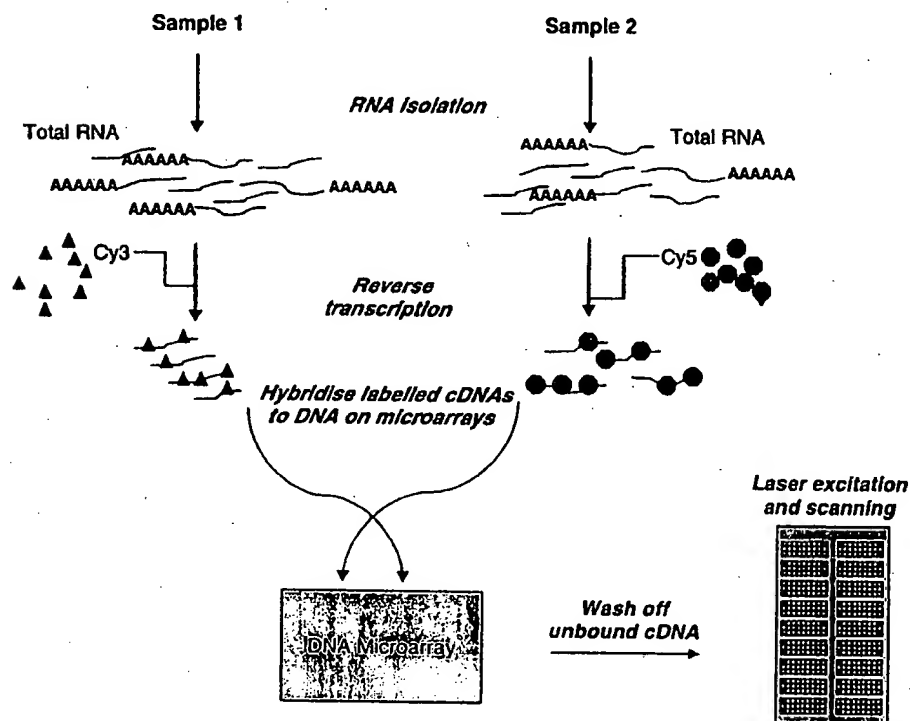 Sample 1
Sample 2
RNA isolation
Total RNA
Total RNA
AAAAAA
AAAAAA
AAAAAA
AAAAAA
AAAAAA
AAAAAA
AAAAAA
Cy3
Cy5
Reverse
transcription
Hybridise labelled cDNAs
to DNA on microarrays
Laser excitation
and scanning
DNA Microarray
Wash off
unbound cDNA